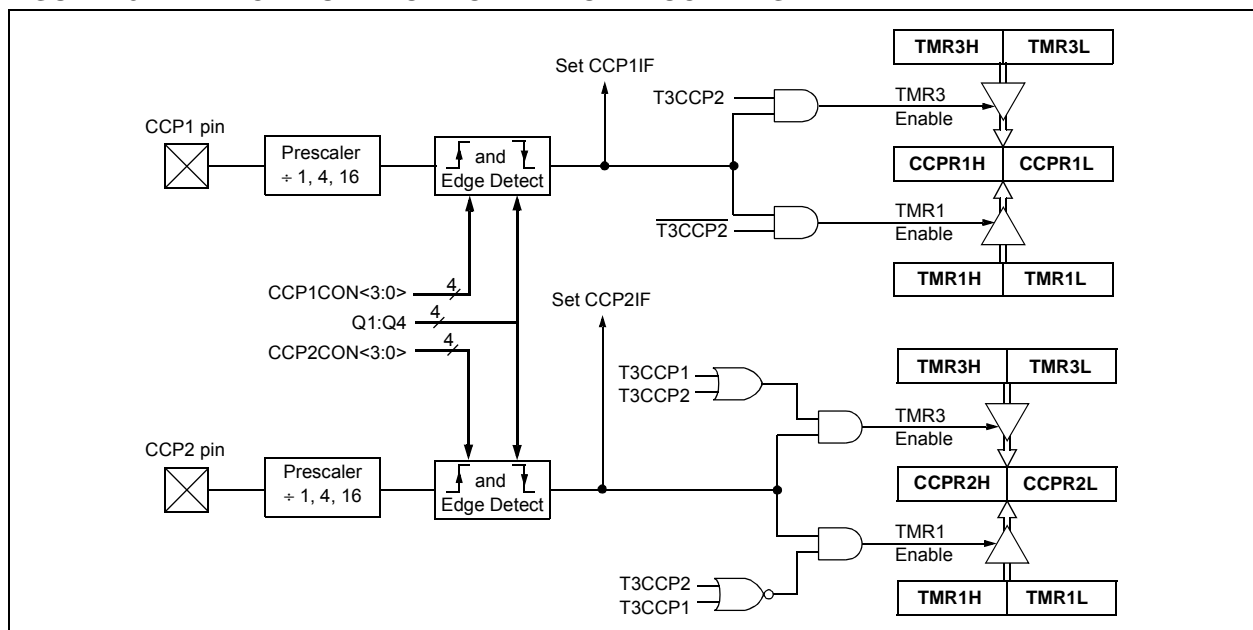 TMR3H TMR3L
Set CCP1IF
T3CCP2
TMR3
Enable
CCP1 pin
Prescaler
÷ 1, 4, 16
and
Edge Detect
CCPR1H CCPR1L
T3CCP2
TMR1
Enable
TMR1H TMR1L
CCP1CON<3:0>
4
Q1:Q4
4
CCP2CON<3:0>
4
Set CCP2IF
TMR3H TMR3L
T3CCP1
T3CCP2
TMR3
Enable
CCP2 pin
Prescaler
÷ 1, 4, 16
and
Edge Detect
CCPR2H CCPR2L
TMR1
Enable
T3CCP2
T3CCP1
TMR1H TMR1L